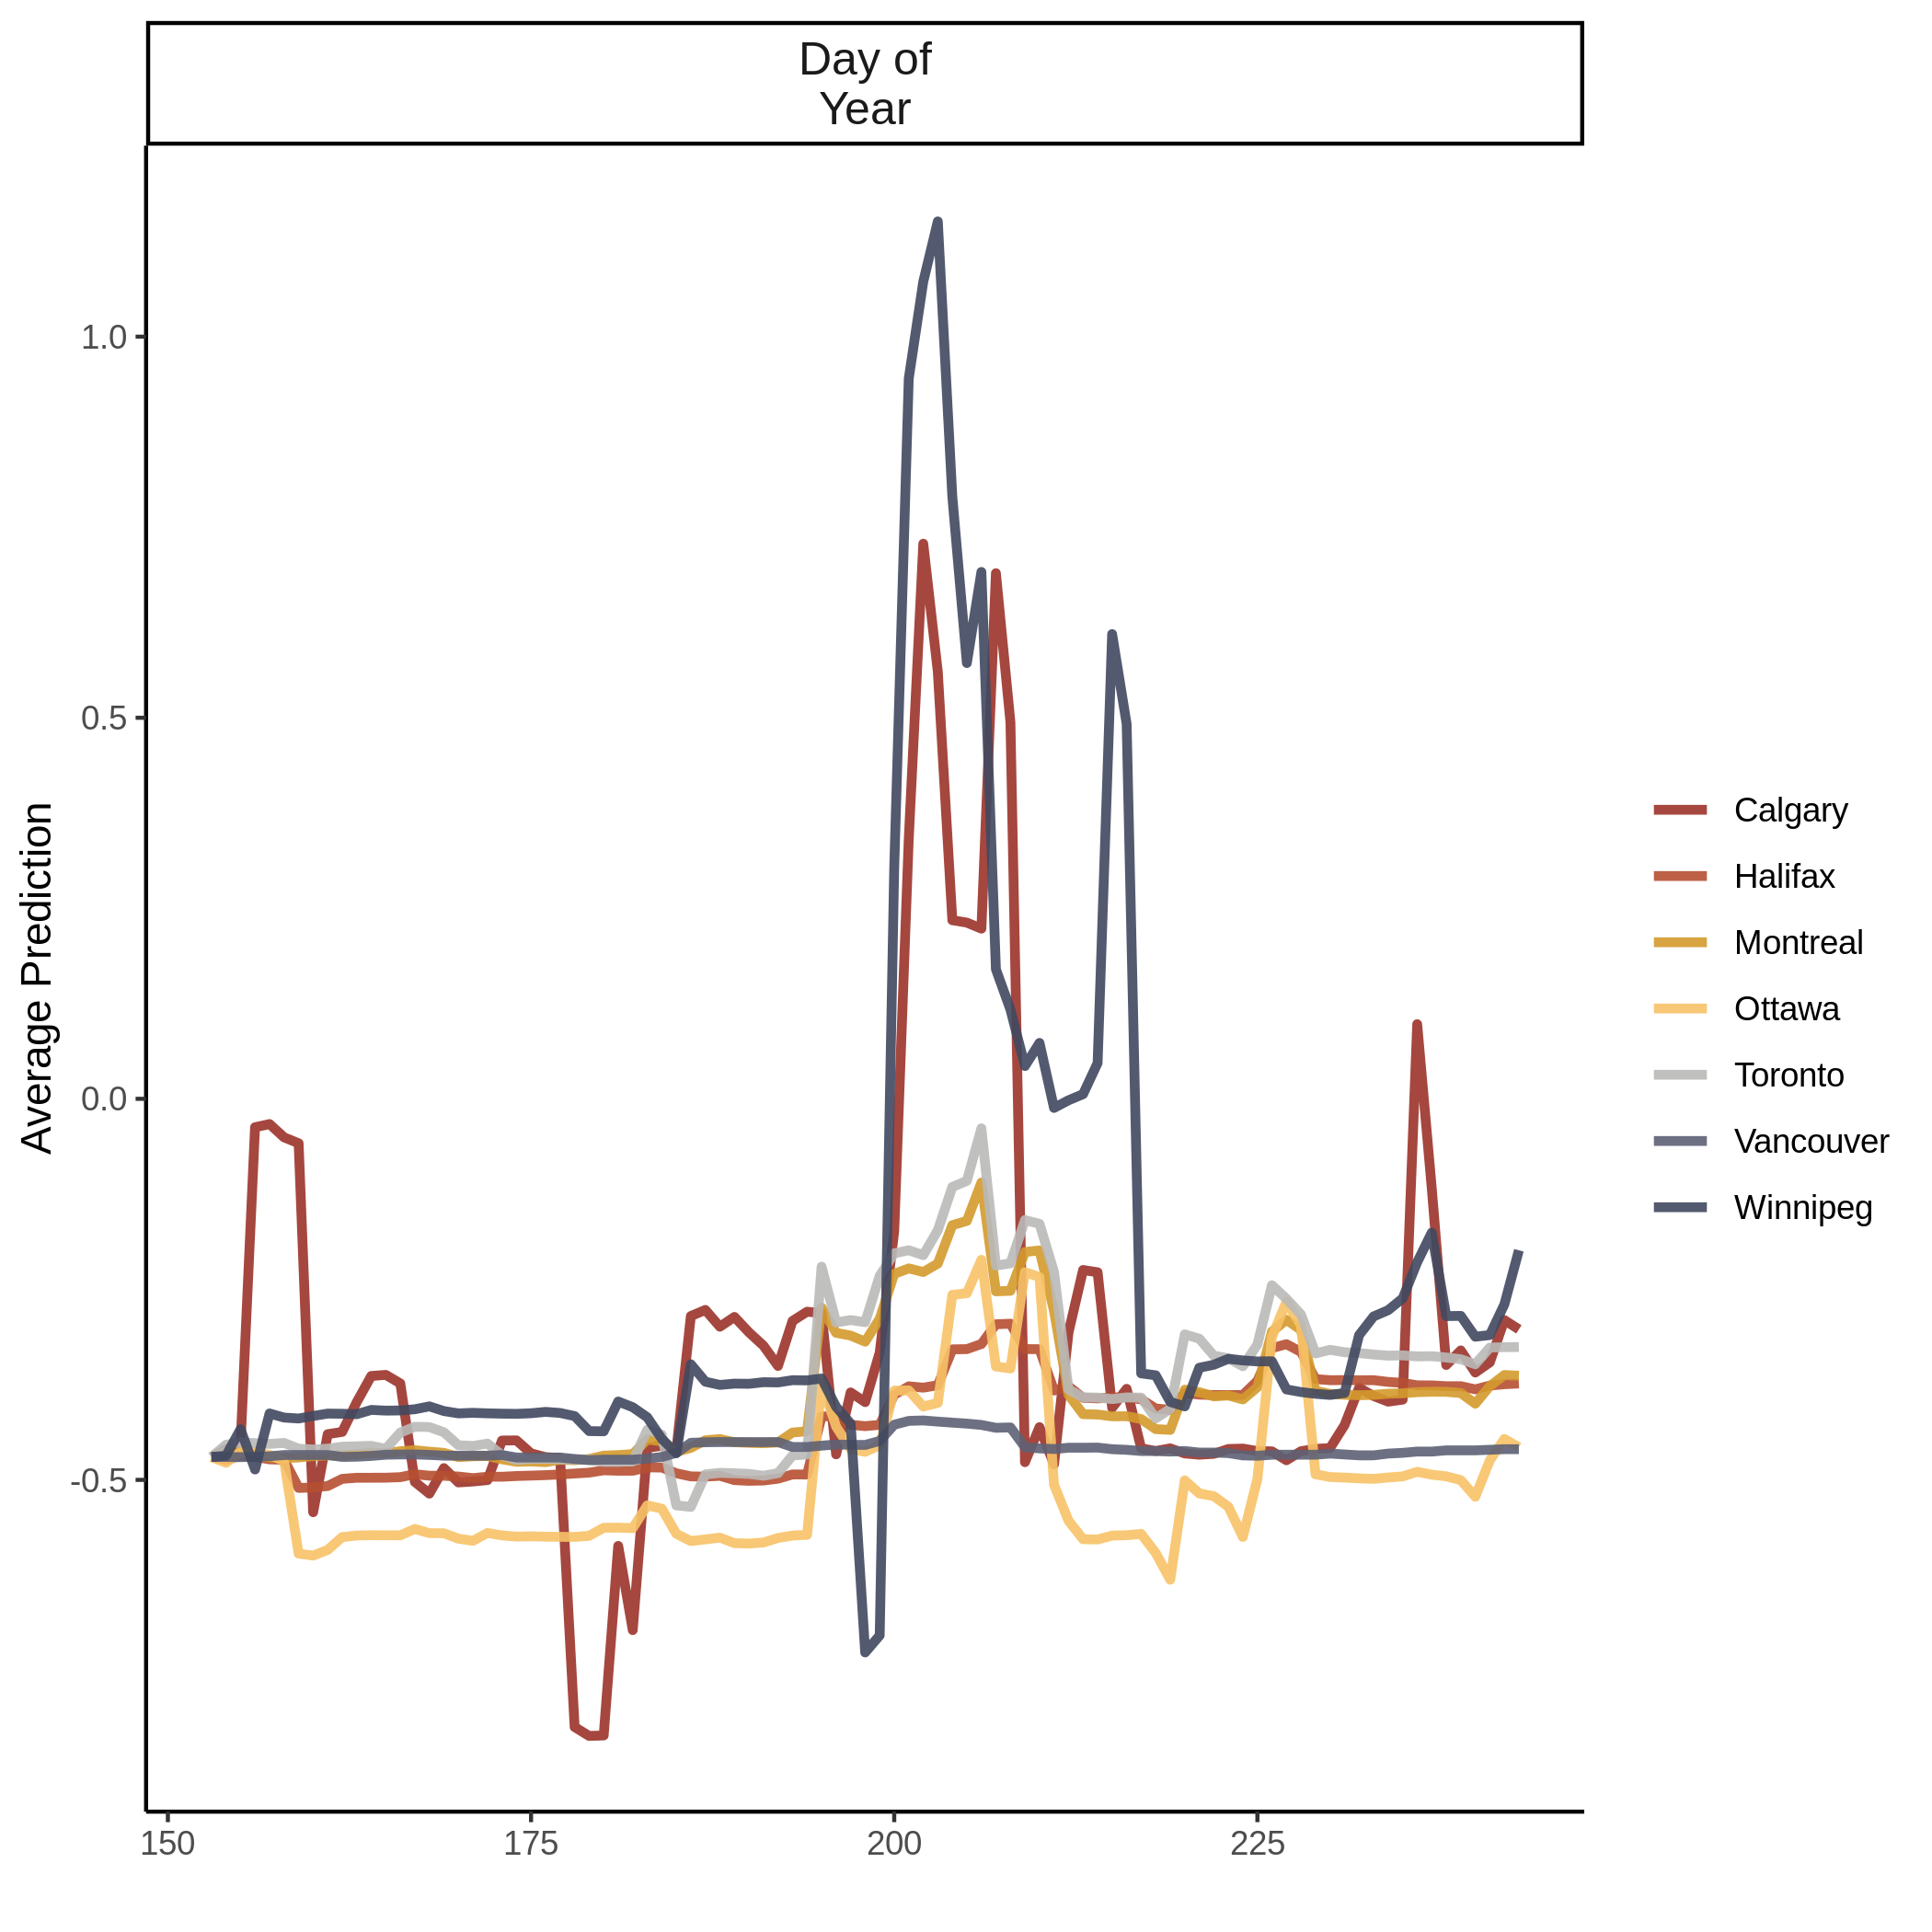 Day of
Year
1.0
0.5
0.0
-0.5
Average Prediction
150
175
200
225
Calgary
Halifax
Montreal
Ottawa
Toronto
Vancouver
Winnipeg